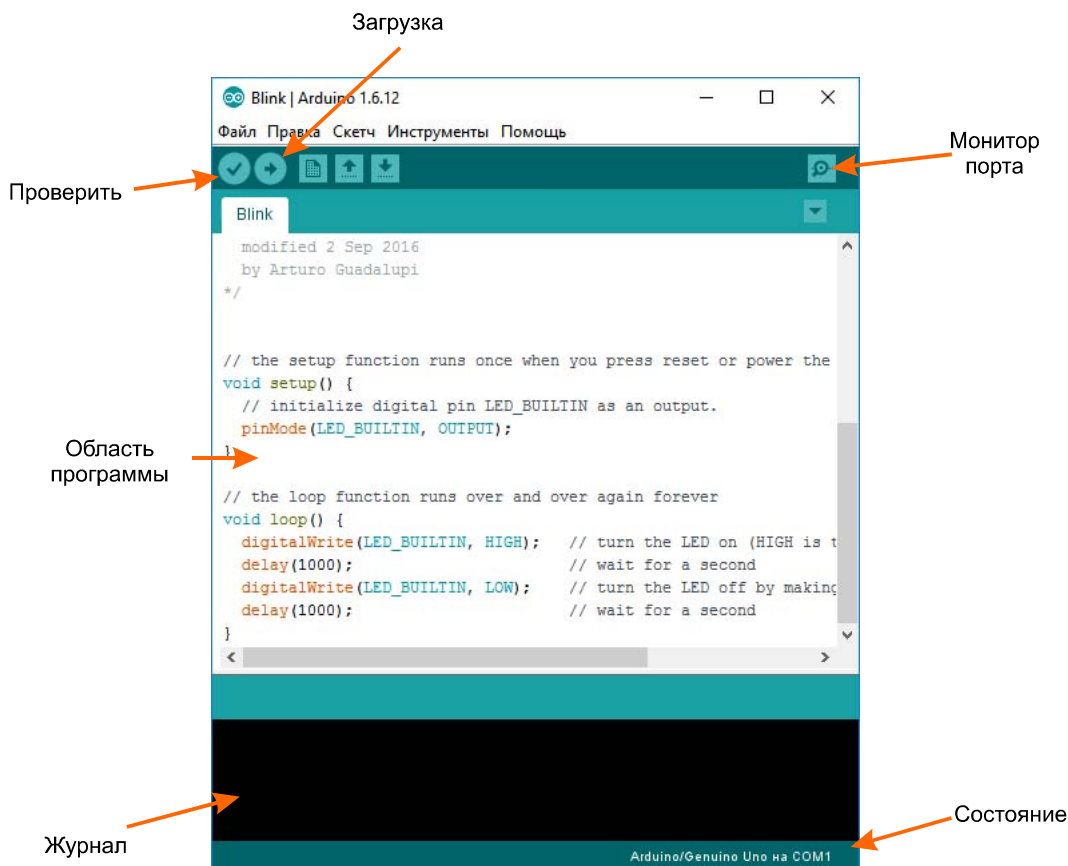 Загрузка
Blink | Arduino 1.6.12
Файл Правка Скетч Инструменты Помощь
Монитор
порта
Проверить
Blink
modified 2 Sep 2016
by Arturo Guadalupi
*/
// the setup function runs once when you press reset or power the
void setup() {
// initialize digital pin LED_BUILTIN as an output.
pinMode(LED_BUILTIN, OUTPUT);
}
Область
программы
// the loop function runs over and over again forever
void loop() {
digitalWrite(LED_BUILTIN, HIGH); // turn the LED on (HIGH is t
delay(1000); // wait for a second
digitalWrite(LED_BUILTIN, LOW); // turn the LED off by making
delay(1000); // wait for a second
}
Журнал
Состояние
Arduino/Genuino Uno на COM1